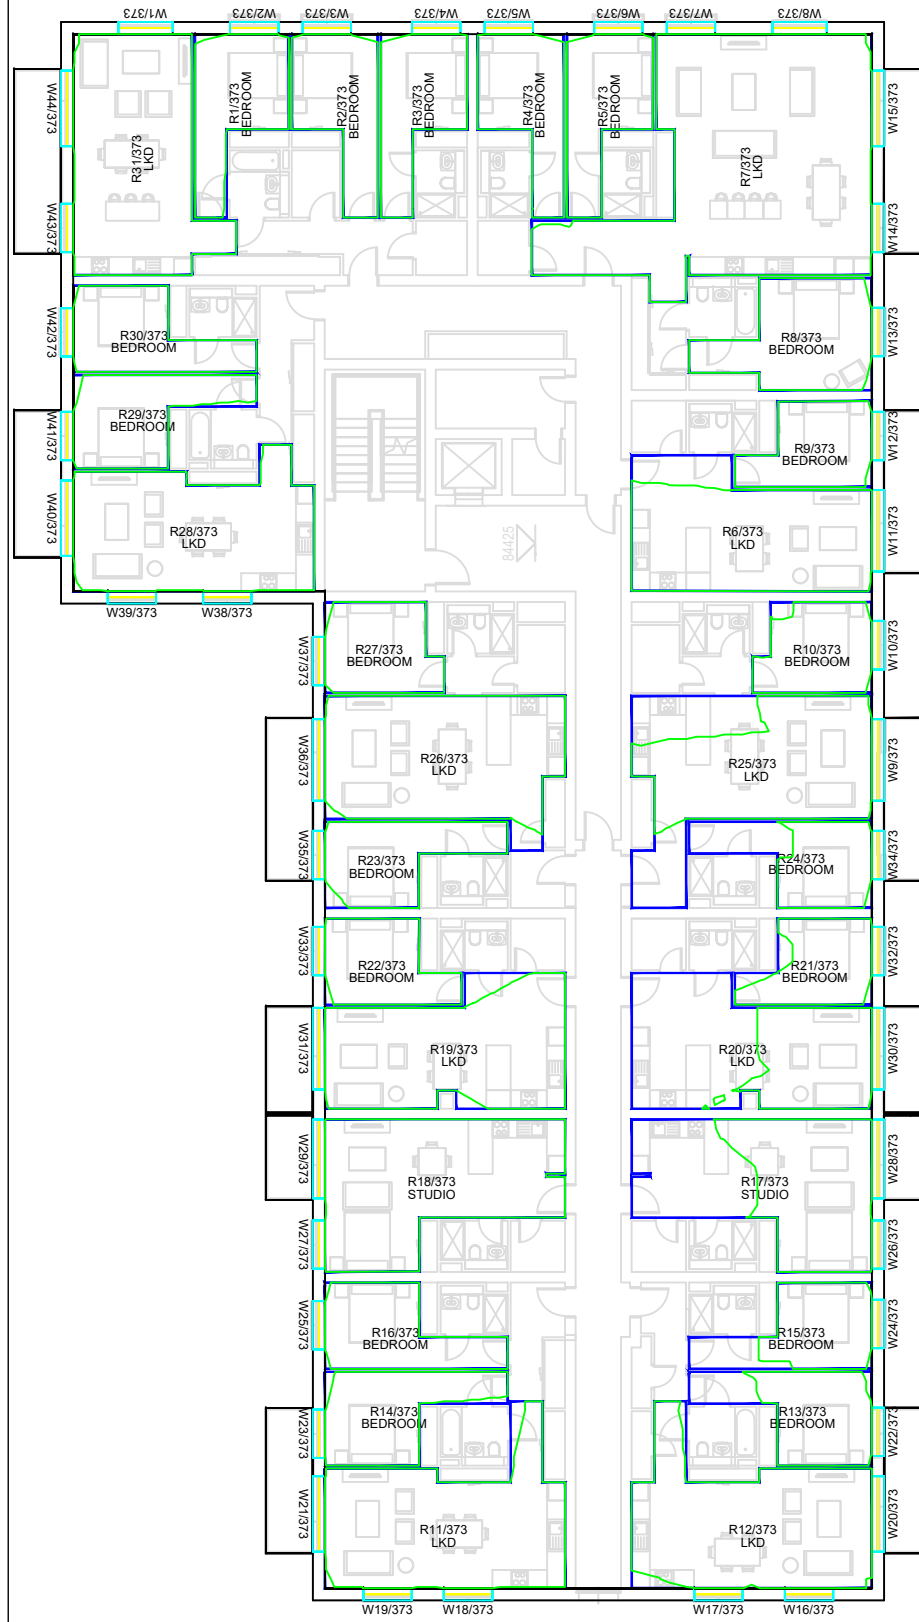 W1/373
W2/373
W3/373
W4/373
W5/373
W6/373
W7/373
W8/373
W44/373
R31/373
LKD
R1/373
BEDROOM
R2/373
BEDROOM
R3/373
BEDROOM
R4/373
BEDROOM
R5/373
BEDROOM
R7/373
LKD
W15/373
W43/373
W14/373
W42/373
R30/373
BEDROOM
R8/373
BEDROOM
W13/373
W41/373
R29/373
BEDROOM
R9/373
BEDROOM
W12/373
W40/373
R28/373
LKD
84425
R6/373
LKD
W11/373
W39/373
W38/373
W37/373
R27/373
BEDROOM
R10/373
BEDROOM
W10/373
W36/373
R26/373
LKD
R25/373
LKD
W9/373
W35/373
R23/373
BEDROOM
R24/373
BEDROOM
W34/373
W33/373
R22/373
BEDROOM
R21/373
BEDROOM
W32/373
W31/373
R19/373
LKD
R20/373
LKD
W30/373
W29/373
R18/373
STUDIO
R17/373
STUDIO
W28/373
W27/373
W26/373
W25/373
R16/373
BEDROOM
R15/373
BEDROOM
W24/373
W23/373
R14/373
BEDROOM
R13/373
BEDROOM
W22/373
W21/373
R11/373
LKD
R12/373
LKD
W20/373
W19/373
W18/373
W17/373
W16/373